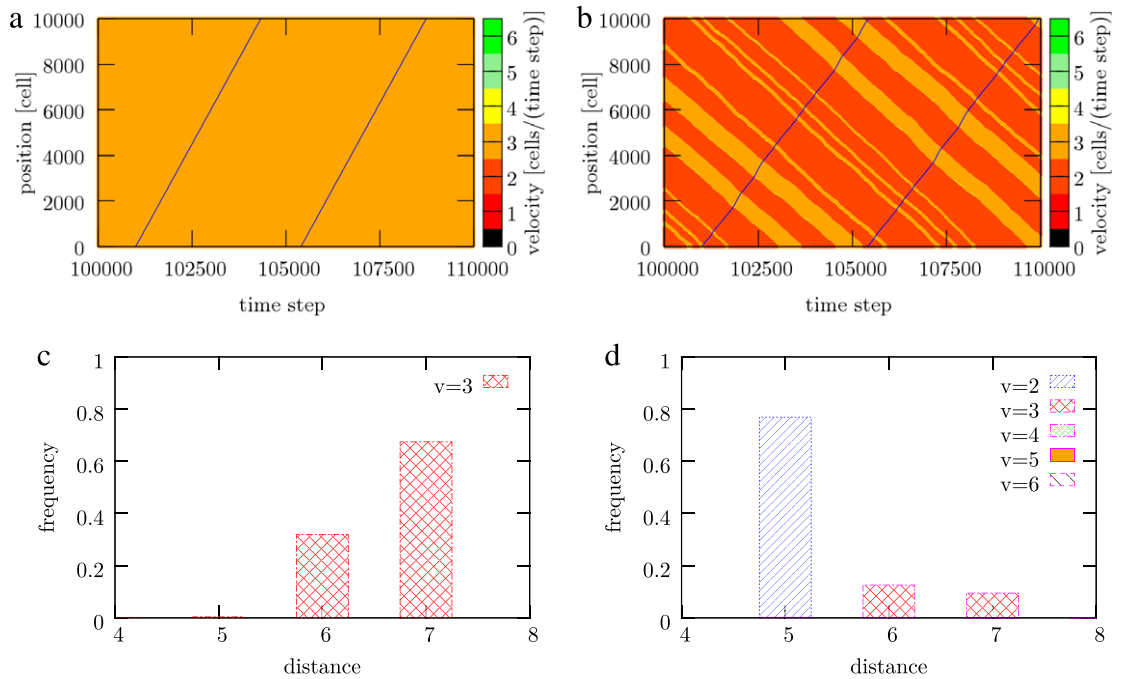 a
10000
8000
6000
4000
2000
0
position [cell]
100000 102500 105000 107500 110000
time step
6
5
4
3
2
1
0
velocity [cells/(time step)]
b
10000
8000
6000
4000
2000
0
position [cell]
100000 102500 105000 107500 110000
time step
6
5
4
3
2
1
0
velocity [cells/(time step)]
c
1
0.8
0.6
0.4
0.2
0
frequency
v=3
4 5 6 7 8
distance
d
1
0.8
0.6
0.4
0.2
0
frequency
v=2
v=3
v=4
v=5
v=6
4 5 6 7 8
distance